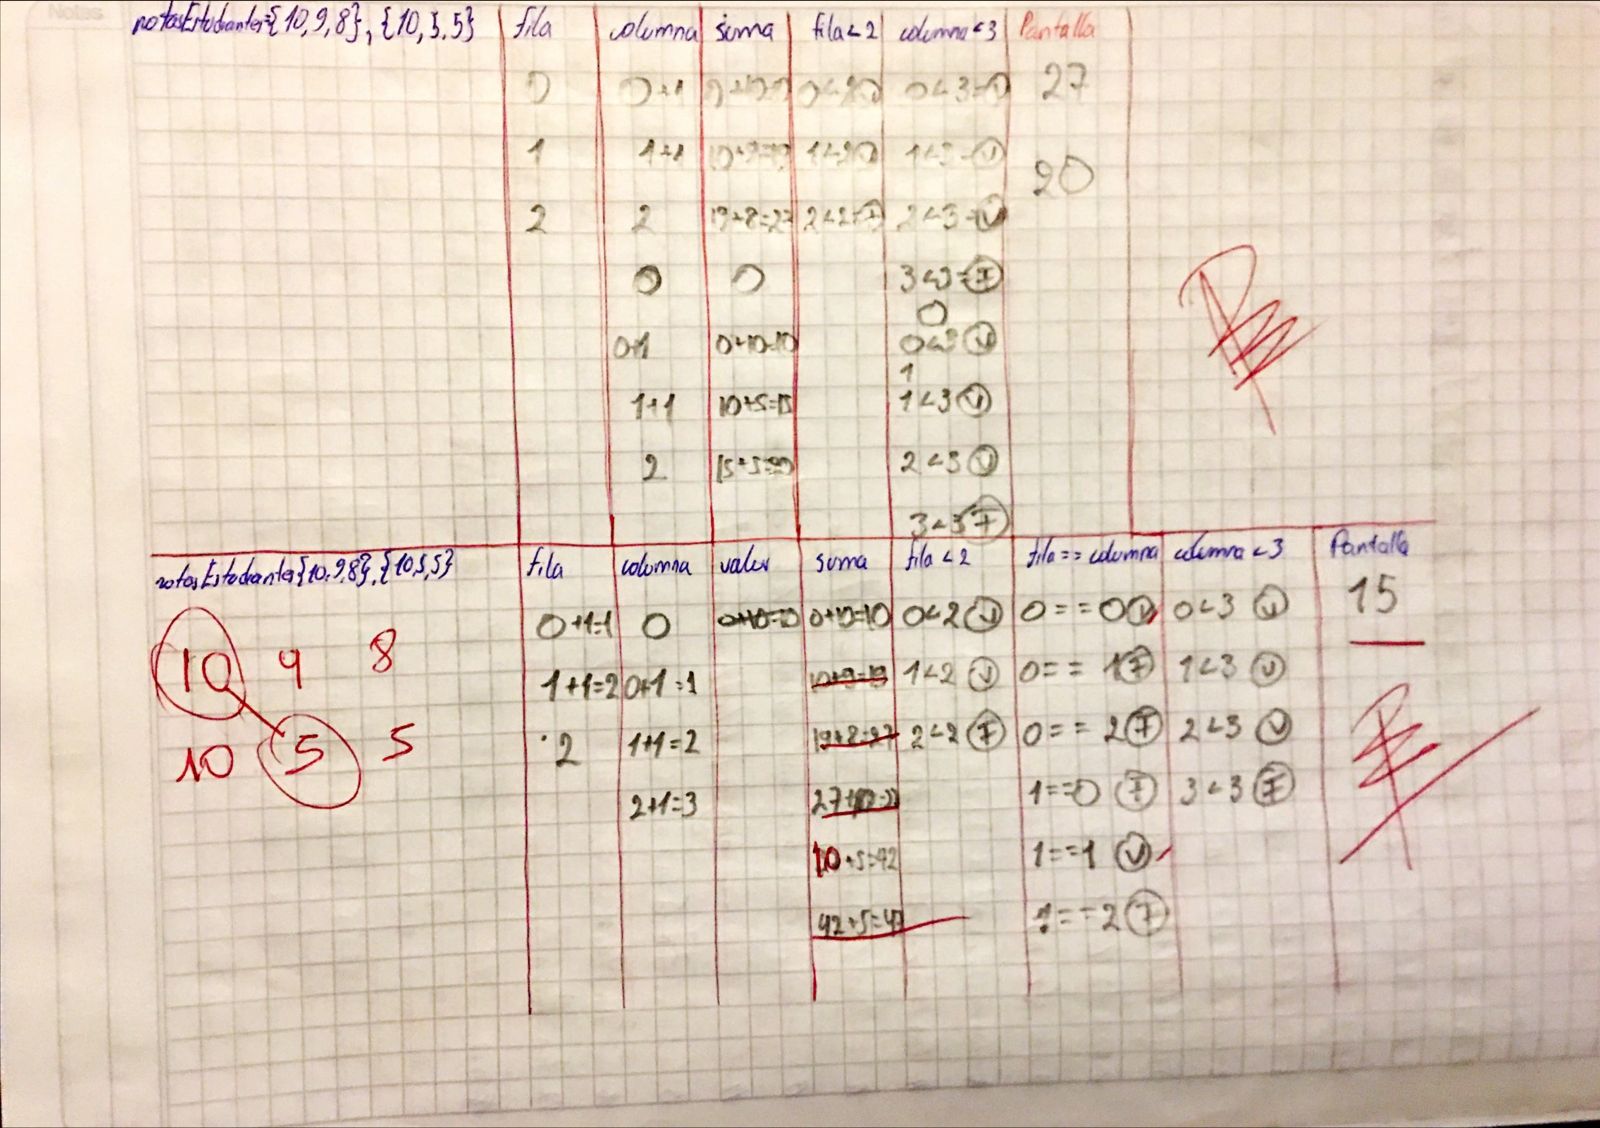 Notas
notasEstudiante={10,9,8},{10,5,5} fila columna suma fila<2 columna<3 Pantalla
0 0+1 0+10=10 0<2 V 0<3=V 27
1 1+1 10+9=19 1<2 V 1<3=V
20
2 2 19+8=27 2<2=F 2<3=V
0 0 3<3=F
0
0+1 0+10=10 0<3 V
1
1+1 10+5=15 1<3 V
2 15+5=20 2<3 V
3<3 F
notasEstudiante{10,9,8},{10,5,5} fila columna valor suma fila<2 fila==columna columna<3 Pantalla
0+1=1 0 0+10=10 0+10=10 0<2 V 0==0 V 0<3 V 15
10 9 8
1+1=2 0+1=1 10+9=19 1<2 V 0==1 F 1<3 V
10 5 5
2 1+1=2 19+8=27 2<2 F 0==2 F 2<3 V
2+1=3 1==0 F 3<3 F
10+5=42 1==1 V
42+5=47 1==2 F